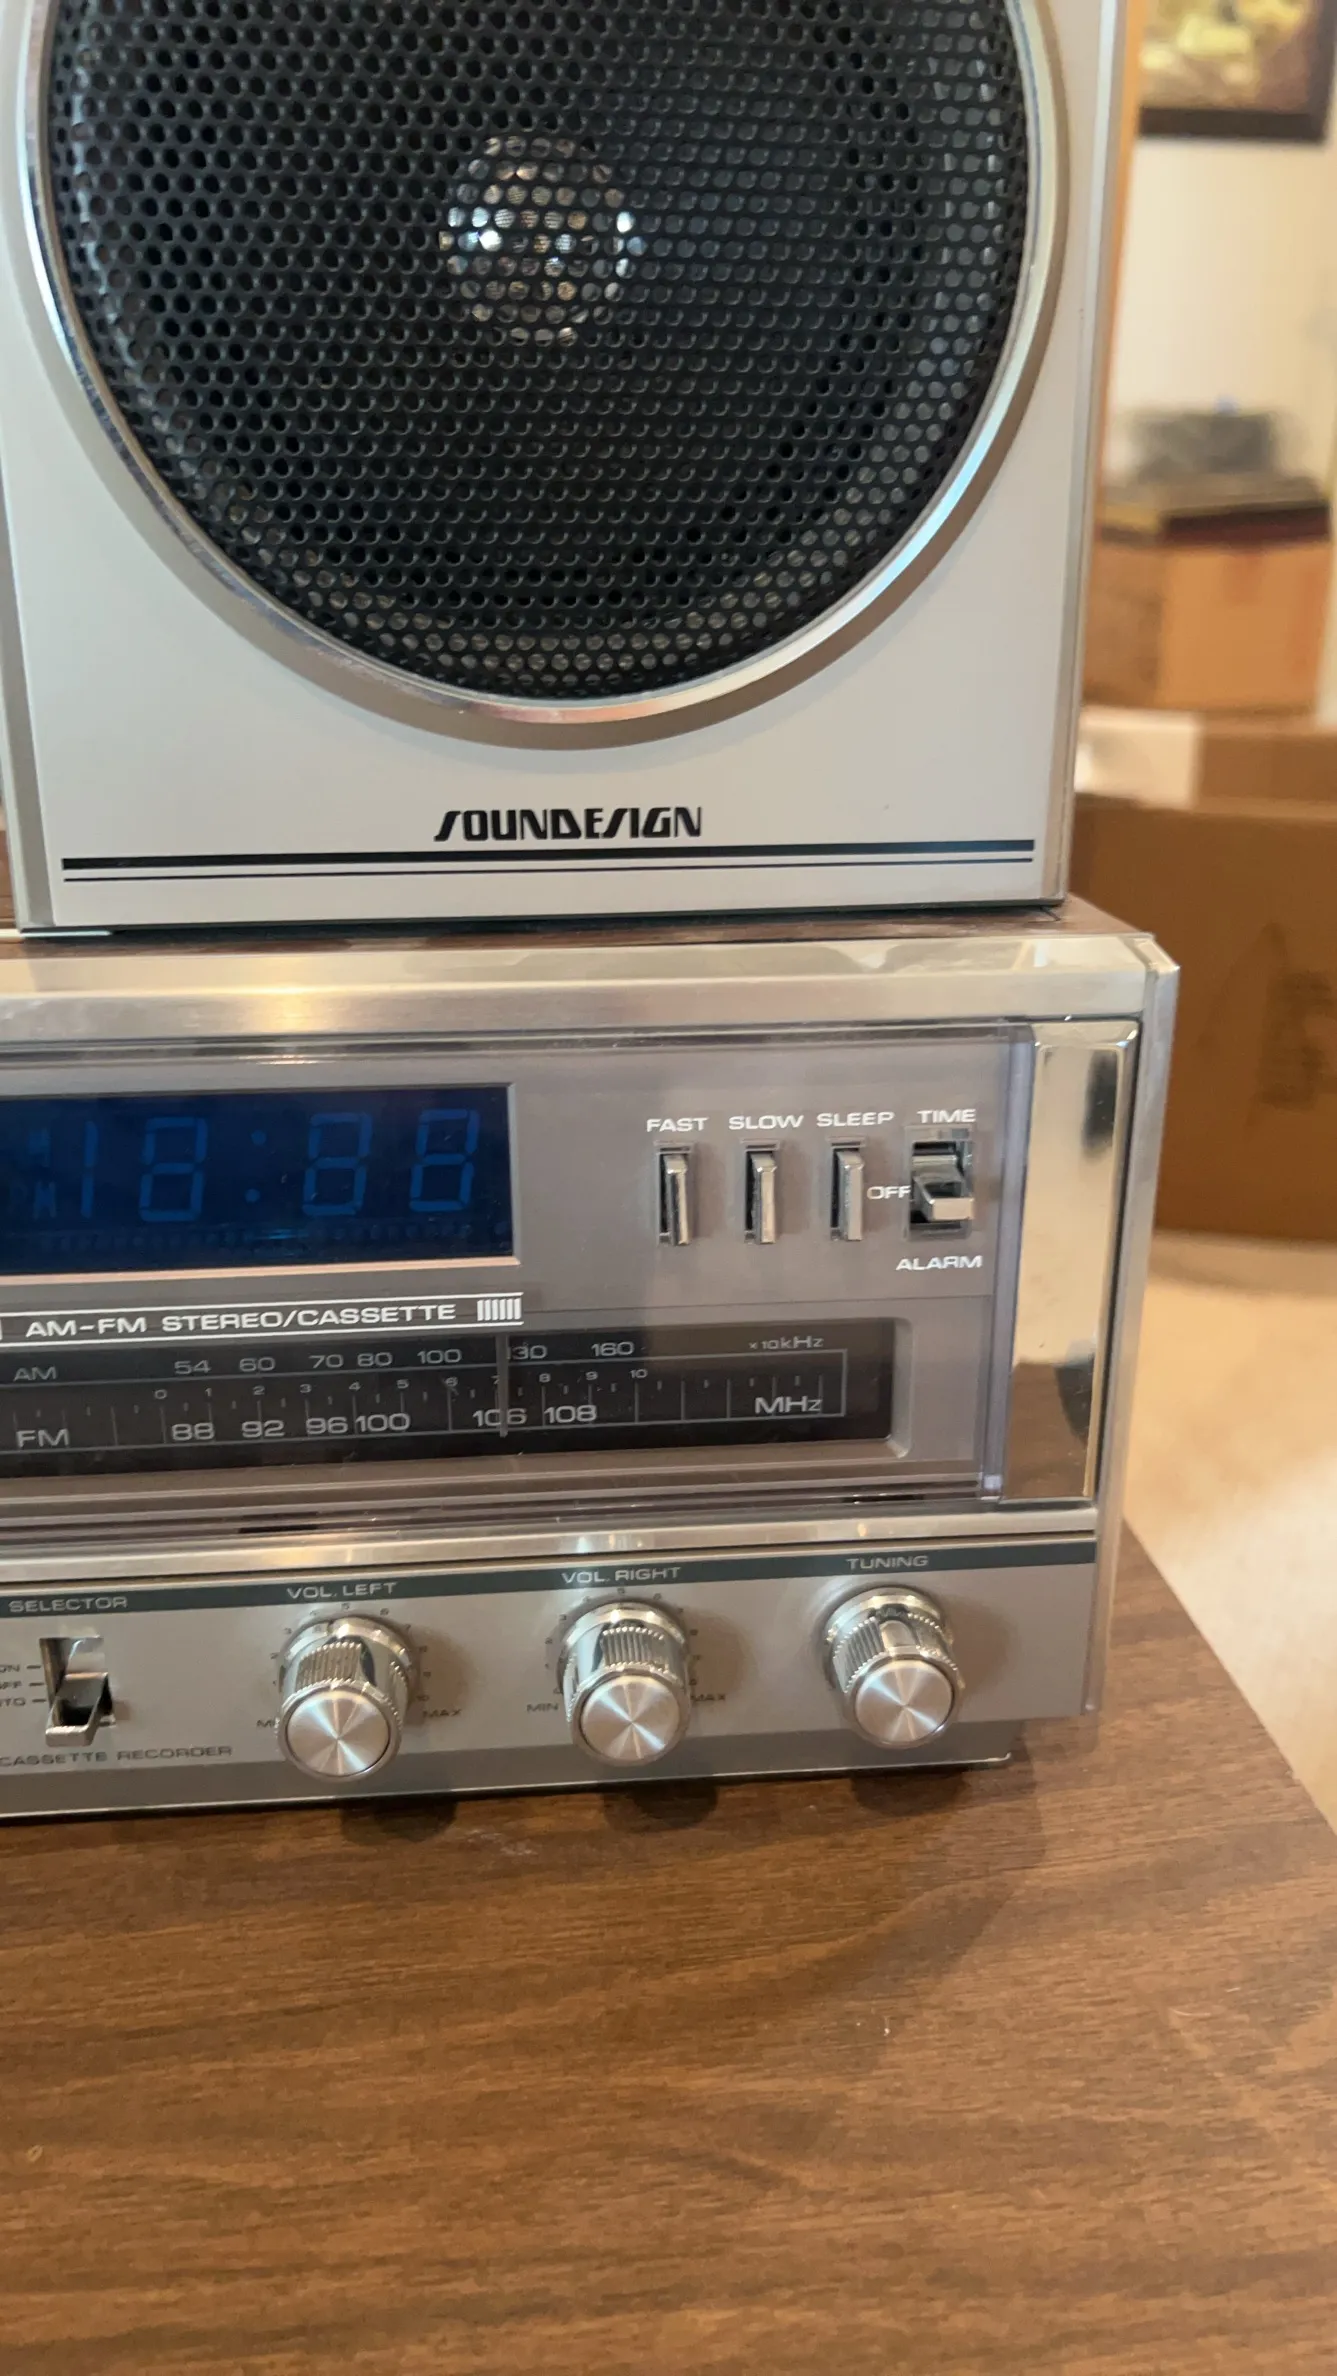 SOUNDESIGN
FAST SLOW SLEEP TIME
18:88
OFF
ALARM
AM-FM STEREO/CASSETTE
AM 54 60 70 80 100 130 160 x10kHz
0 1 2 3 4 5 6 7 8 9 10
FM 88 92 96 100 106 108 MHz
SELECTOR VOL. LEFT VOL. RIGHT TUNING
MIN MAX
MAX
CASSETTE RECORDER